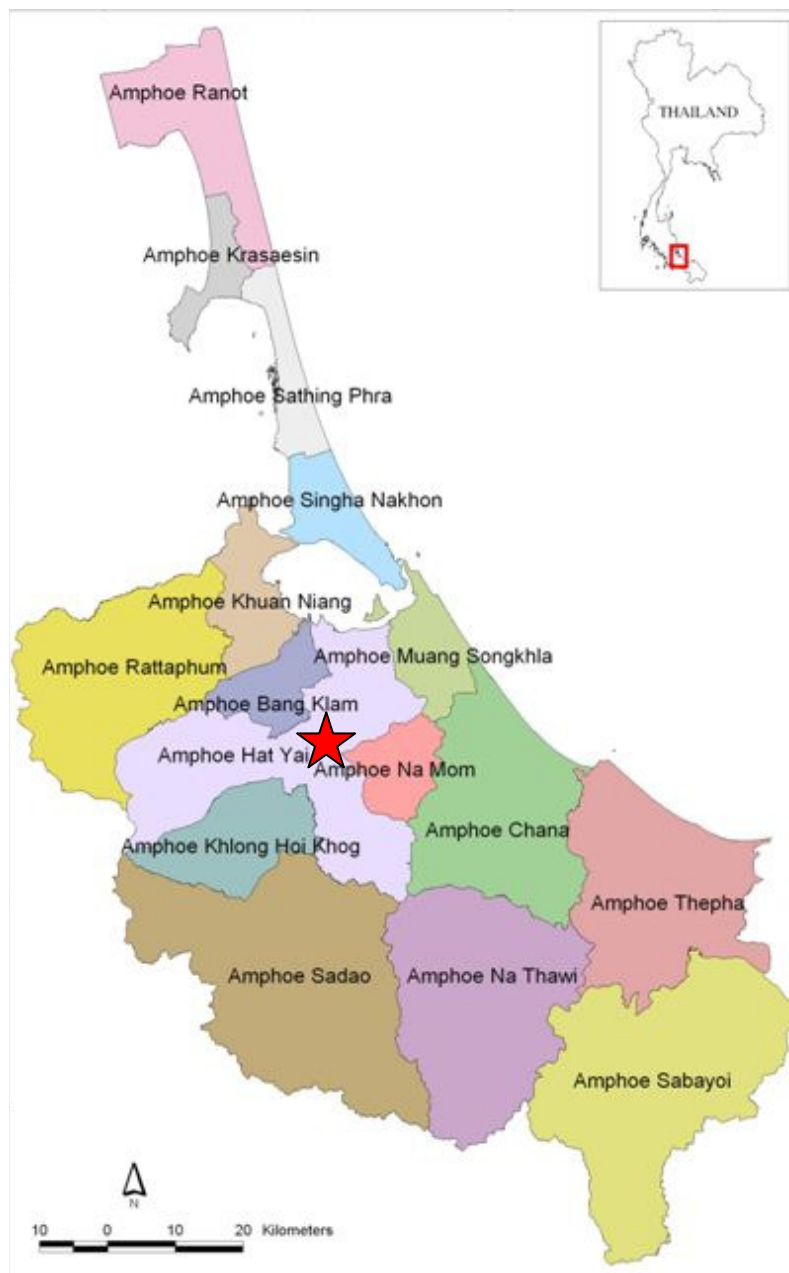 Amphoe Ranot
THAILAND
Amphoe Krasaesin
Amphoe Sathing Phra
Amphoe Singha Nakhon
Amphoe Khuan Niang
Amphoe Muang Songkhla
Amphoe Rattaphum
Amphoe Bang Klam
Amphoe Hat Yai
Amphoe Na Mom
Amphoe Chana
Amphoe Khlong Hoi Khog
Amphoe Thepha
Amphoe Sadao
Amphoe Na Thawi
Amphoe Sabayoi
N
10 0 10 20 Kilometers